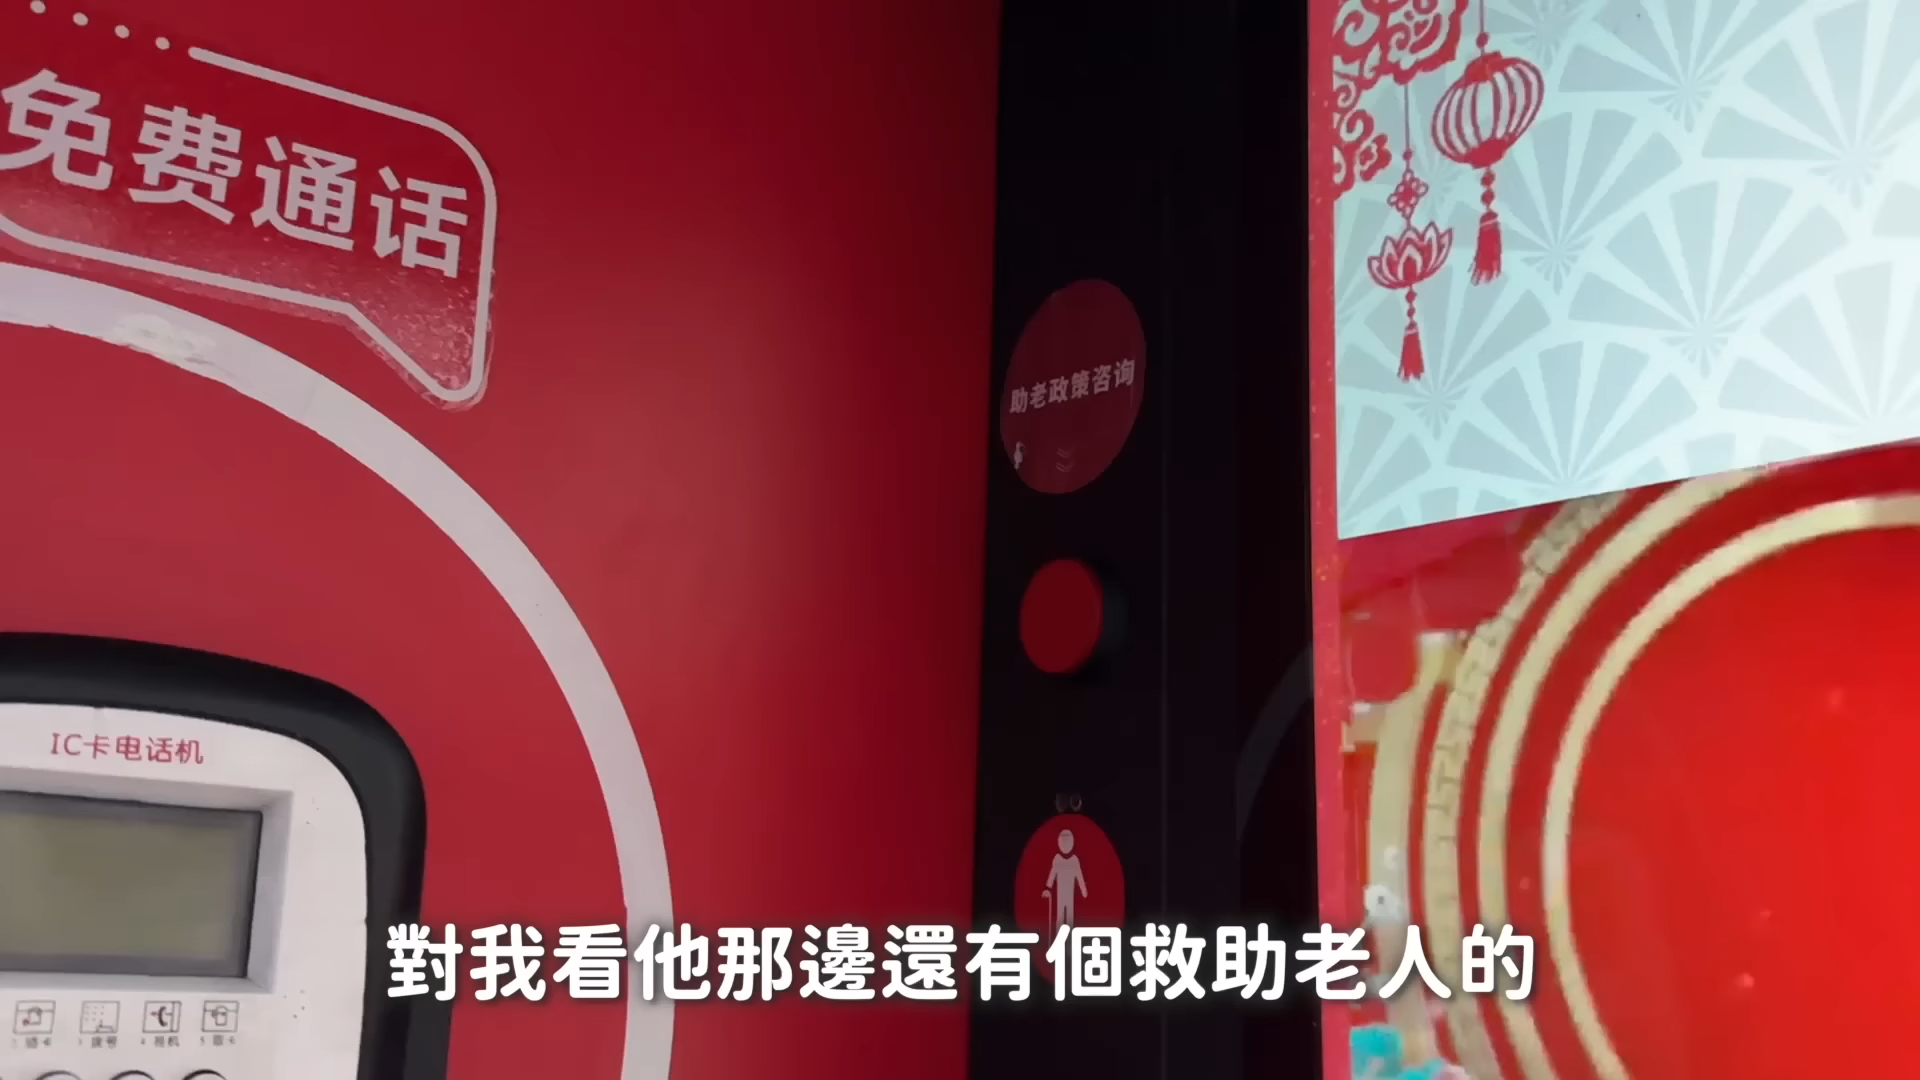 免费通话
助老政策咨询
IC卡电话机
對我看他那邊還有個救助老人的